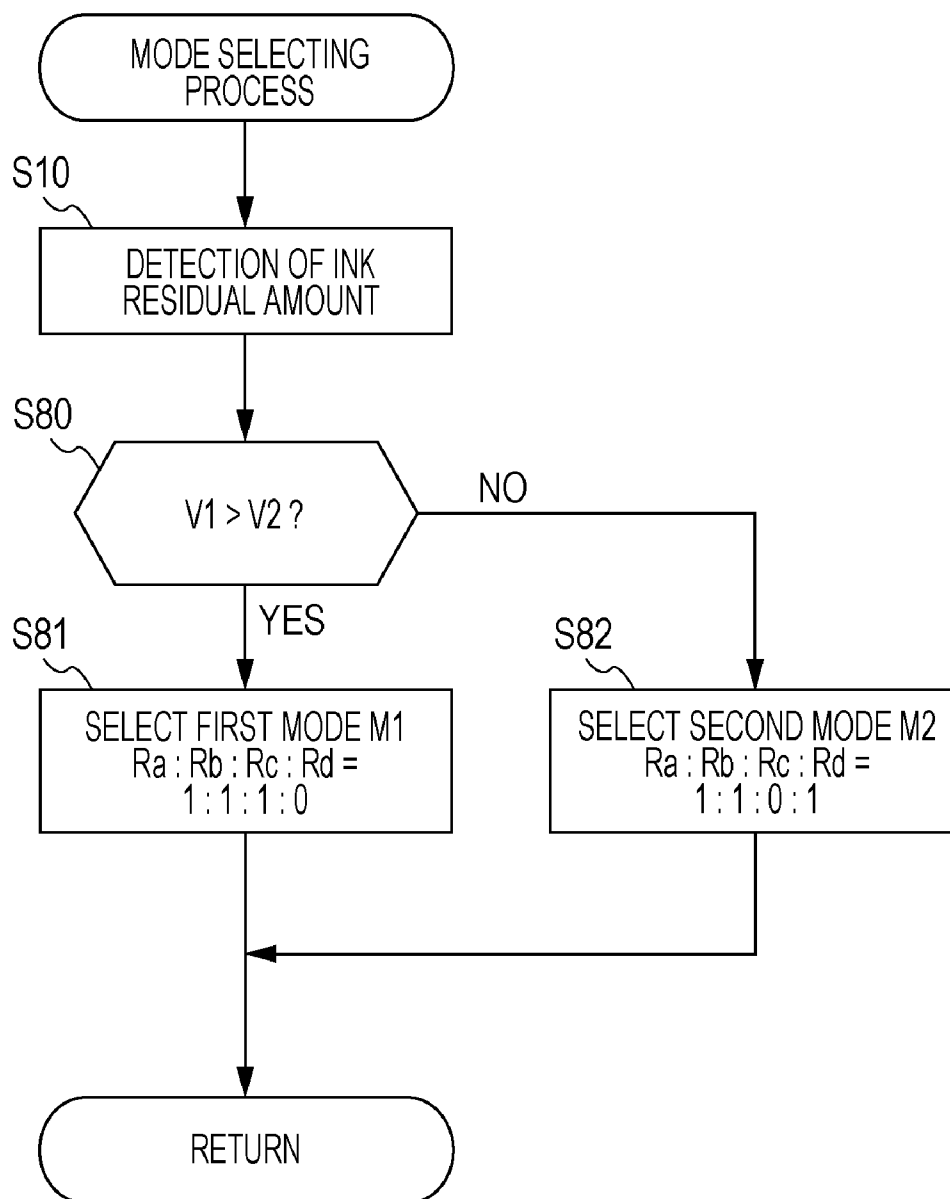 MODE SELECTING
PROCESS
S10
DETECTION OF INK
RESIDUAL AMOUNT
S80
V1 > V2 ?
NO
YES
S81
SELECT FIRST MODE M1
Ra : Rb : Rc : Rd =
1 : 1 : 1 : 0
S82
SELECT SECOND MODE M2
Ra : Rb : Rc : Rd =
1 : 1 : 0 : 1
RETURN